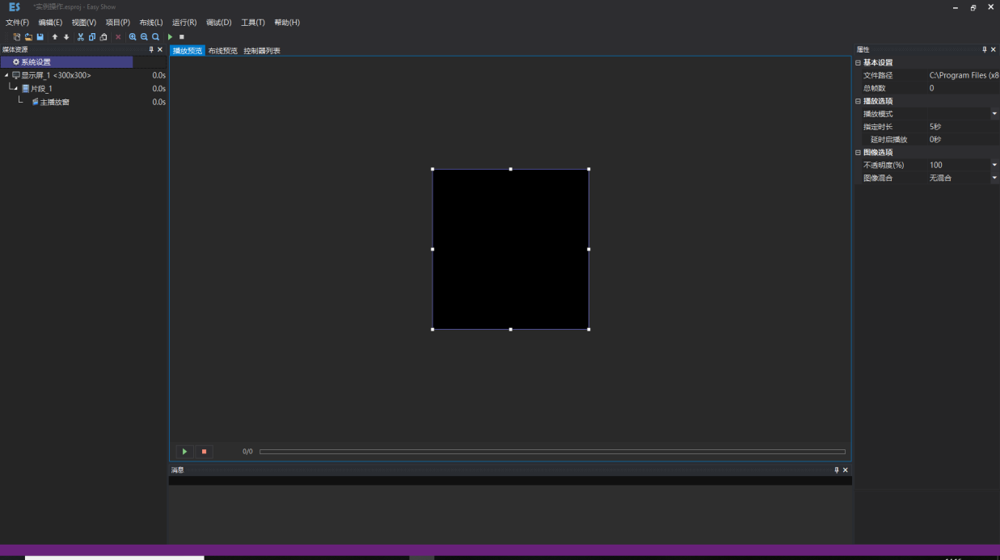 ES *实例操作.esproj - Easy Show
文件(F) 编辑(E) 视图(V) 项目(P) 布线(L) 运行(R) 调试(D) 工具(T) 帮助(H)
媒体资源
系统设置
显示屏_1 <300x300> 0.0s
片段_1 0.0s
主播放窗 0.0s
播放预览 布线预览 控制器列表
0/0
消息
属性
基本设置
文件路径 C:\Program Files (x8
总帧数 0
播放选项
播放模式
指定时长 5秒
延时启播放 0秒
图像选项
不透明度(%) 100
图像混合 无混合